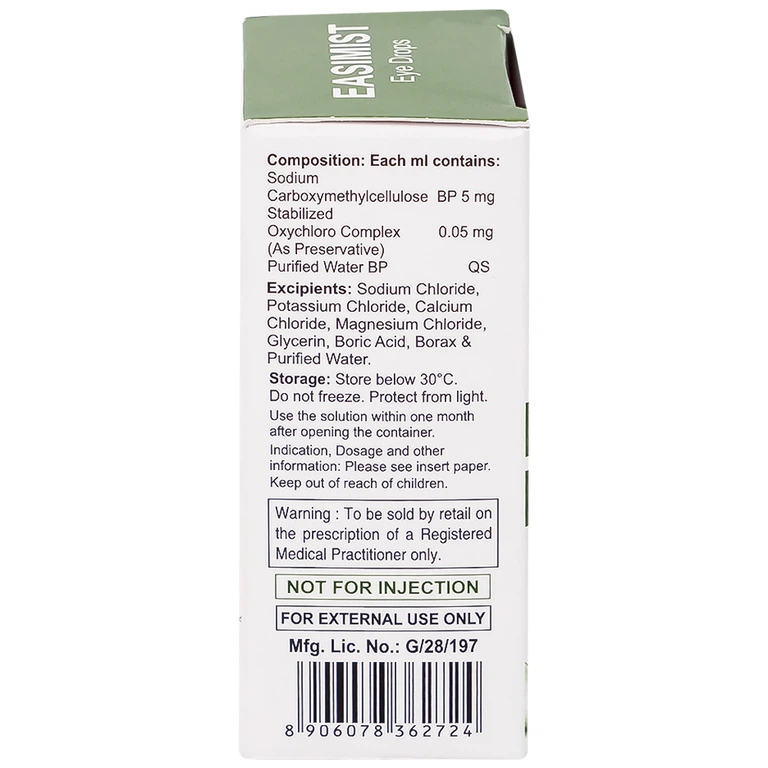 EASIMIST
Eye Drops
Composition: Each ml contains:
Sodium
Carboxymethylcellulose BP 5 mg
Stabilized
Oxychloro Complex 0.05 mg
(As Preservative)
Purified Water BP QS
Excipients: Sodium Chloride,
Potassium Chloride, Calcium
Chloride, Magnesium Chloride,
Glycerin, Boric Acid, Borax &
Purified Water.
Storage: Store below 30°C.
Do not freeze. Protect from light.
Use the solution within one month
after opening the container.
Indication, Dosage and other
information: Please see insert paper.
Keep out of reach of children.
Warning : To be sold by retail on
the prescription of a Registered
Medical Practitioner only.
NOT FOR INJECTION
FOR EXTERNAL USE ONLY
Mfg. Lic. No.: G/28/197
8 906078 362724